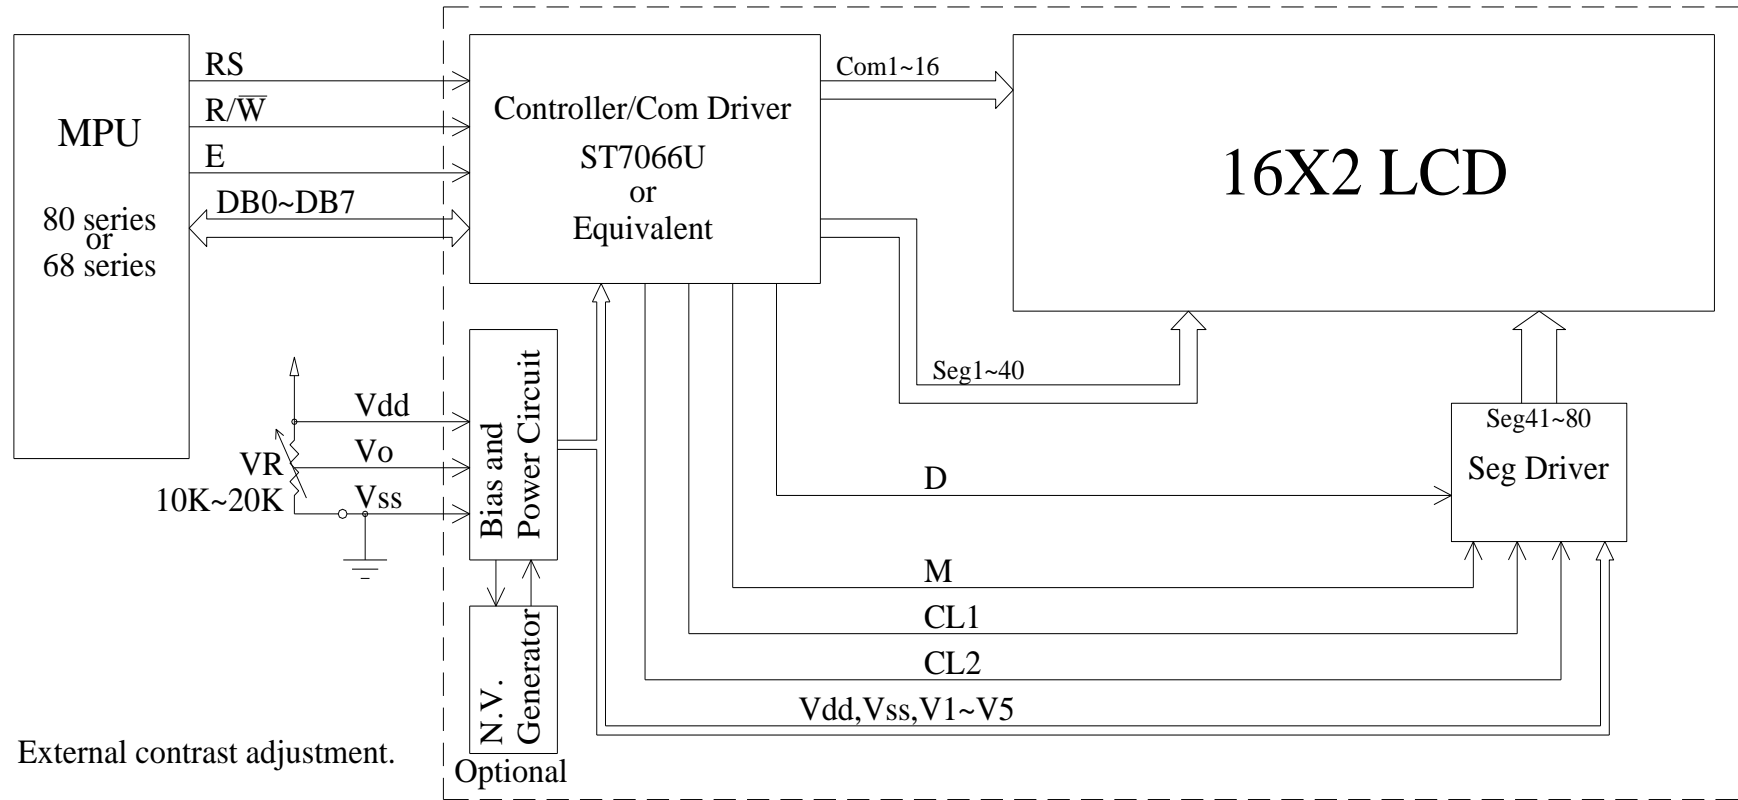 MPU
80 series
or
68 series
RS
R/W̅
E
DB0~DB7
Controller/Com Driver
ST7066U
or
Equivalent
Com1~16
16X2 LCD
Seg1~40
Seg41~80
Seg Driver
Vdd
Vo
Vss
VR
10K~20K
Bias and
Power Circuit
N.V.
Generator
Optional
D
M
CL1
CL2
Vdd,Vss,V1~V5
External contrast adjustment.